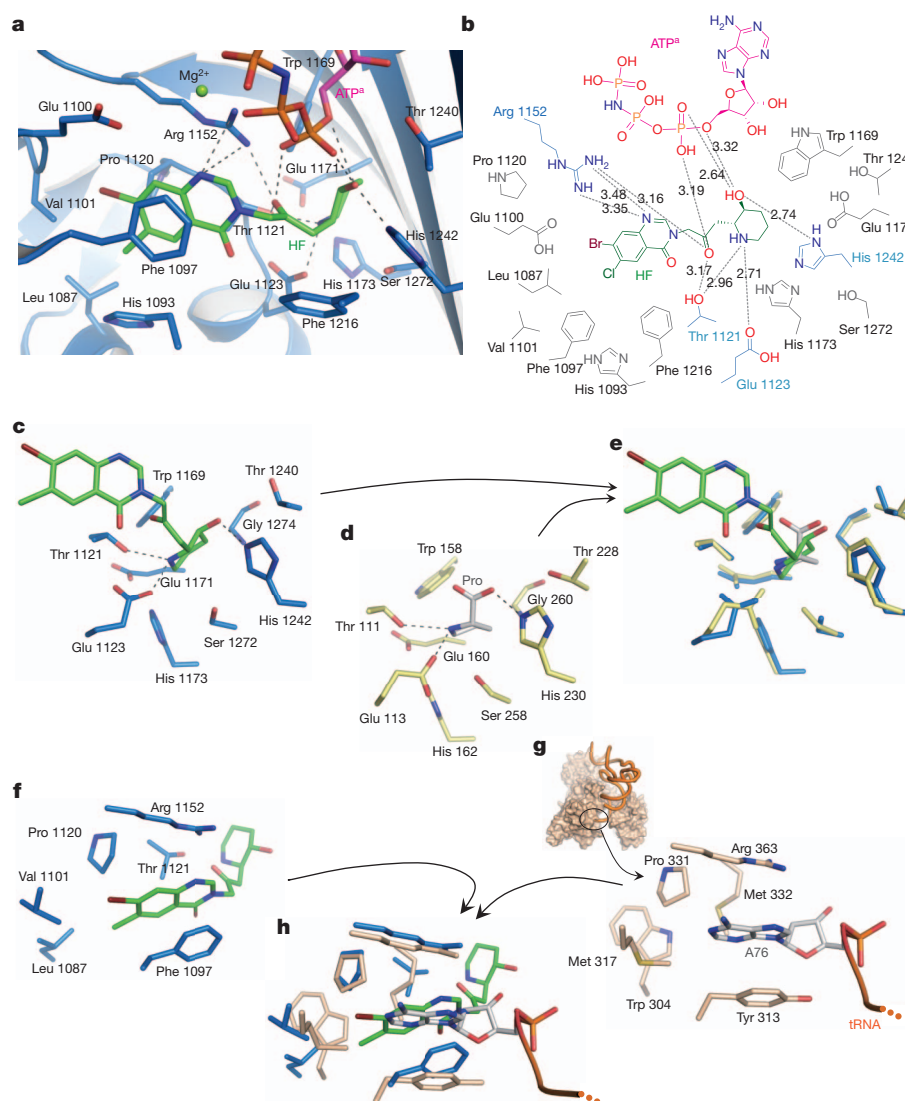 a
Trp 1169
Mg2+
ATPa
Glu 1100
Arg 1152
Thr 1240
Pro 1120
Glu 1171
Val 1101
Thr 1121
HF
His 1242
Phe 1097
Glu 1123
His 1173
Ser 1272
Leu 1087
His 1093
Phe 1216
b
NH2
N
N
N
N
ATPa
OH
HO
P
O
OH
HN
P
O
O
O
P
O
O
OH
OH
OH
3.32
Arg 1152
Trp 1169
NH2
NH
2.64
Thr 124
Pro 1120
HN
3.48
3.16
3.19
HO
2.74
OH
3.35
N
N
O
Glu 117
Glu 1100
O
OH
Br
Cl
O
HF
NH
HN
N
His 1242
Leu 1087
3.17
2.96
2.71
HO
Thr 1121
HO
Ser 1272
Val 1101
Phe 1097
HN
N
His 1093
Phe 1216
O
OH
Glu 1123
HN
N
His 1173
c
Trp 1169
Thr 1240
Gly 1274
Thr 1121
Glu 1171
Glu 1123
Ser 1272
His 1242
His 1173
d
Trp 158
Pro
Thr 228
Gly 260
Thr 111
Glu 160
His 230
Glu 113
Ser 258
His 162
e
f
Arg 1152
Pro 1120
Thr 1121
Val 1101
Leu 1087
Phe 1097
g
Arg 363
Pro 331
Met 332
Met 317
A76
Trp 304
Tyr 313
tRNA
h